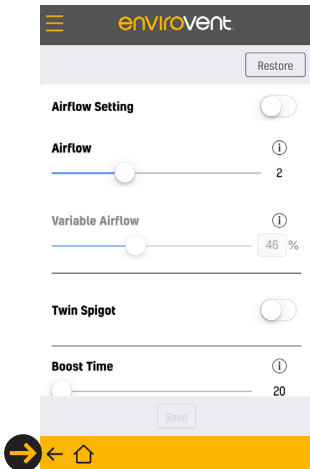 envirovent.
Restore
Airflow Setting
Airflow
2
Variable Airflow
46 %
Twin Spigot
Boost Time
20
Save